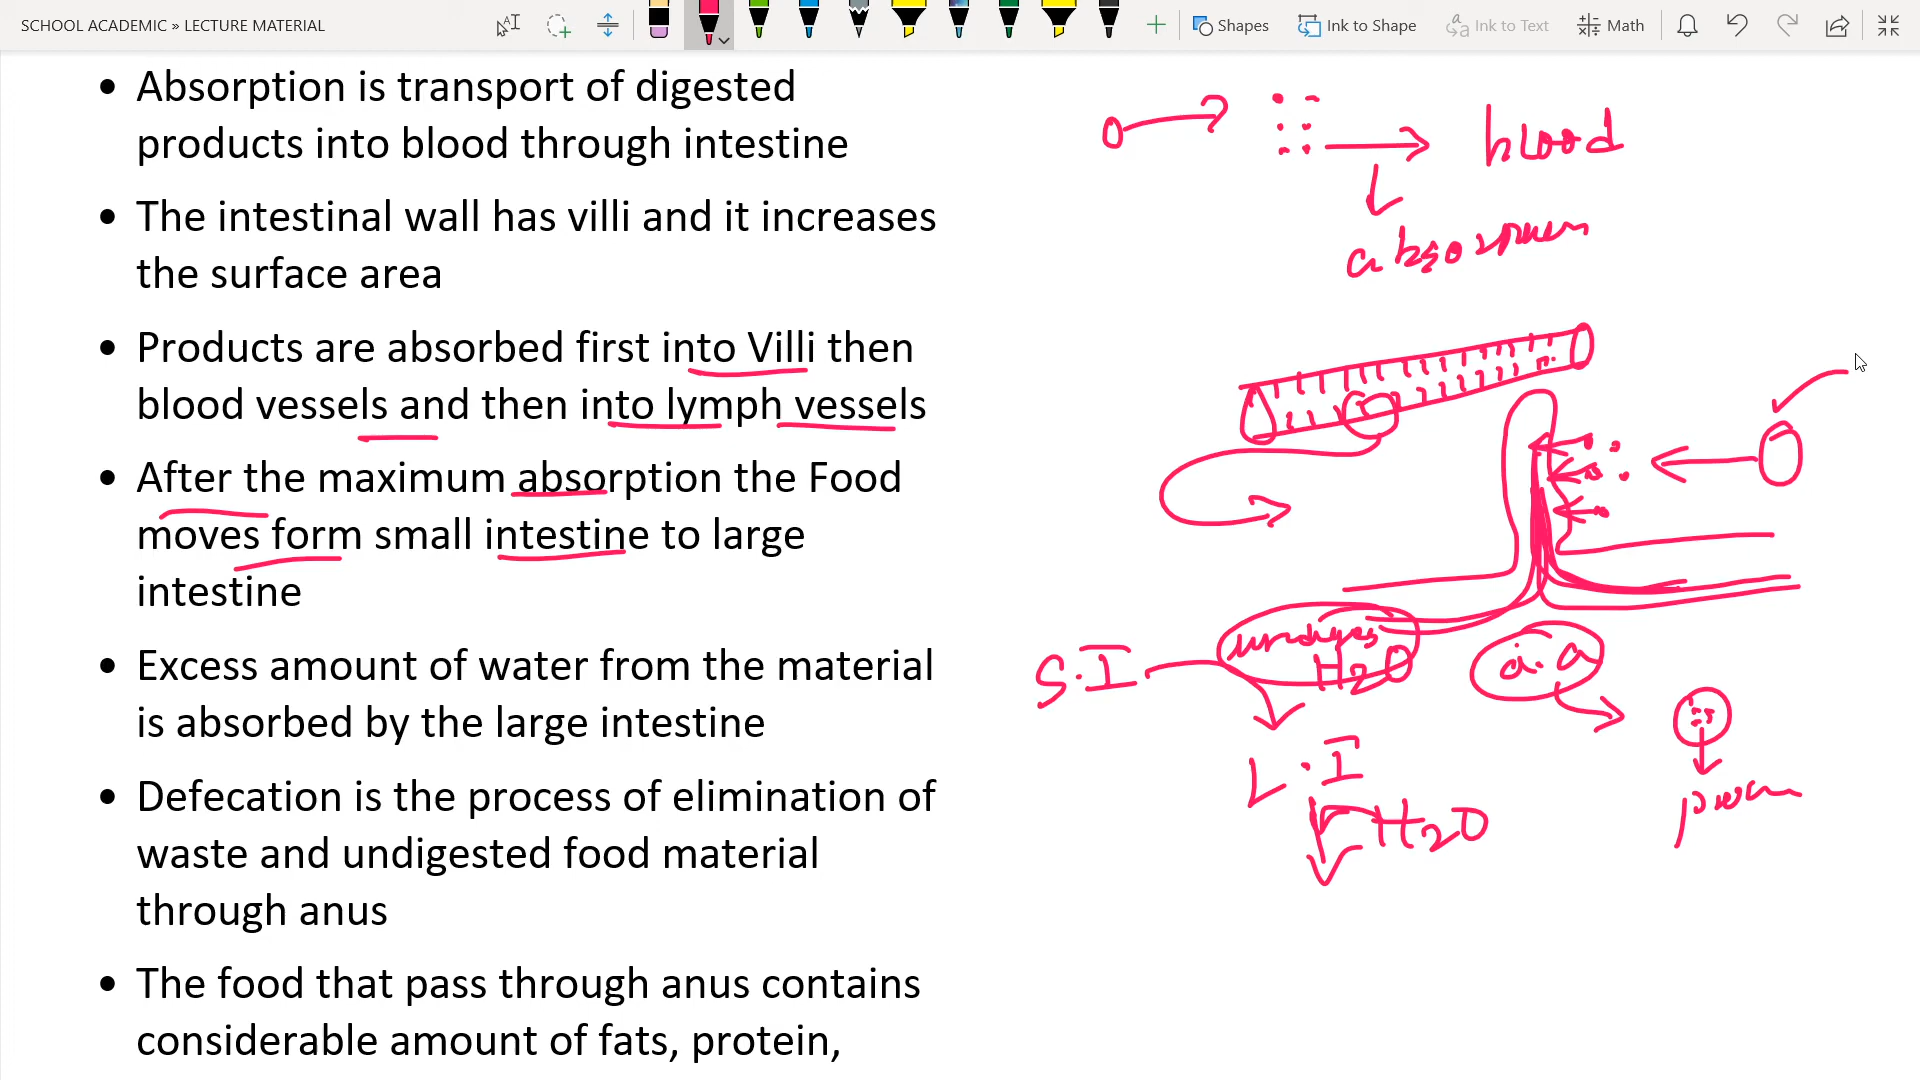 SCHOOL ACADEMIC » LECTURE MATERIAL
Shapes
Ink to Shape
Ink to Text
Math
• Absorption is transport of digested
products into blood through intestine
• The intestinal wall has villi and it increases
the surface area
• Products are absorbed first into Villi then
blood vessels and then into lymph vessels
• After the maximum absorption the Food
moves form small intestine to large
intestine
• Excess amount of water from the material
is absorbed by the large intestine
• Defecation is the process of elimination of
waste and undigested food material
through anus
• The food that pass through anus contains
considerable amount of fats, protein,
blood
S.I
H2O
a.a
L.I
H2O